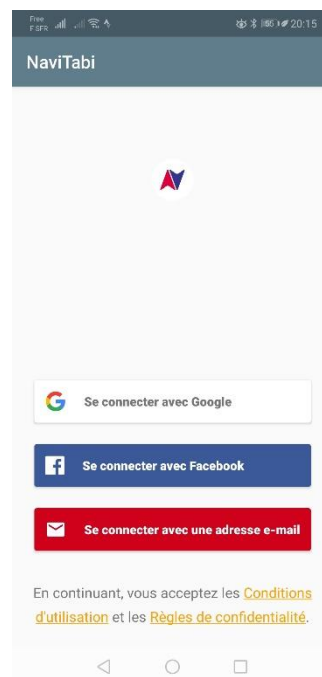 Free
F SFR
86
20:15
NaviTabi
Se connecter avec Google
Se connecter avec Facebook
Se connecter avec une adresse e-mail
En continuant, vous acceptez les Conditions
d'utilisation et les Règles de confidentialité.